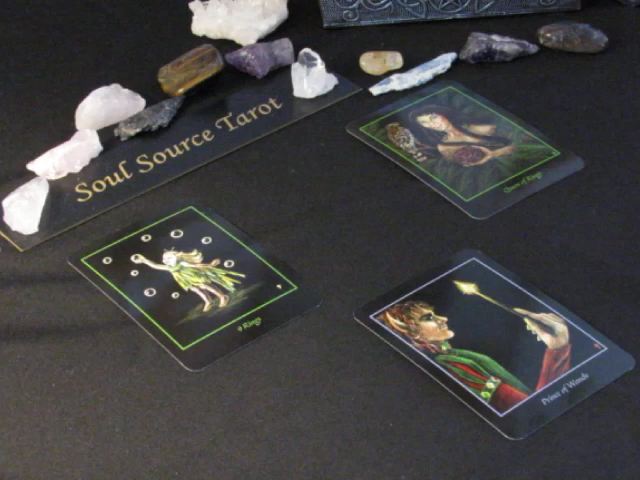 Soul Source Tarot
Queen of Rings
9 Rings
Prince of Wands